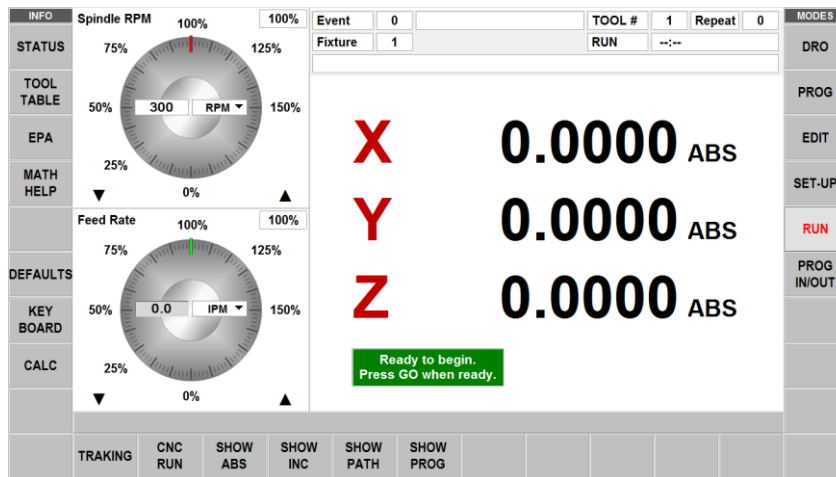 INFO
STATUS
TOOL
TABLE
EPA
MATH
HELP
DEFAULTS
KEY
BOARD
CALC
Spindle RPM
100%
100%
75%
125%
50%
300
RPM
150%
25%
0%
Feed Rate
100%
100%
75%
125%
50%
0.0
IPM
150%
25%
0%
Event 0 TOOL # 1 Repeat 0
Fixture 1 RUN --:--
X 0.0000 ABS
Y 0.0000 ABS
Z 0.0000 ABS
Ready to begin.
Press GO when ready.
MODES
DRO
PROG
EDIT
SET-UP
RUN
PROG
IN/OUT
TRAKING
CNC
RUN
SHOW
ABS
SHOW
INC
SHOW
PATH
SHOW
PROG